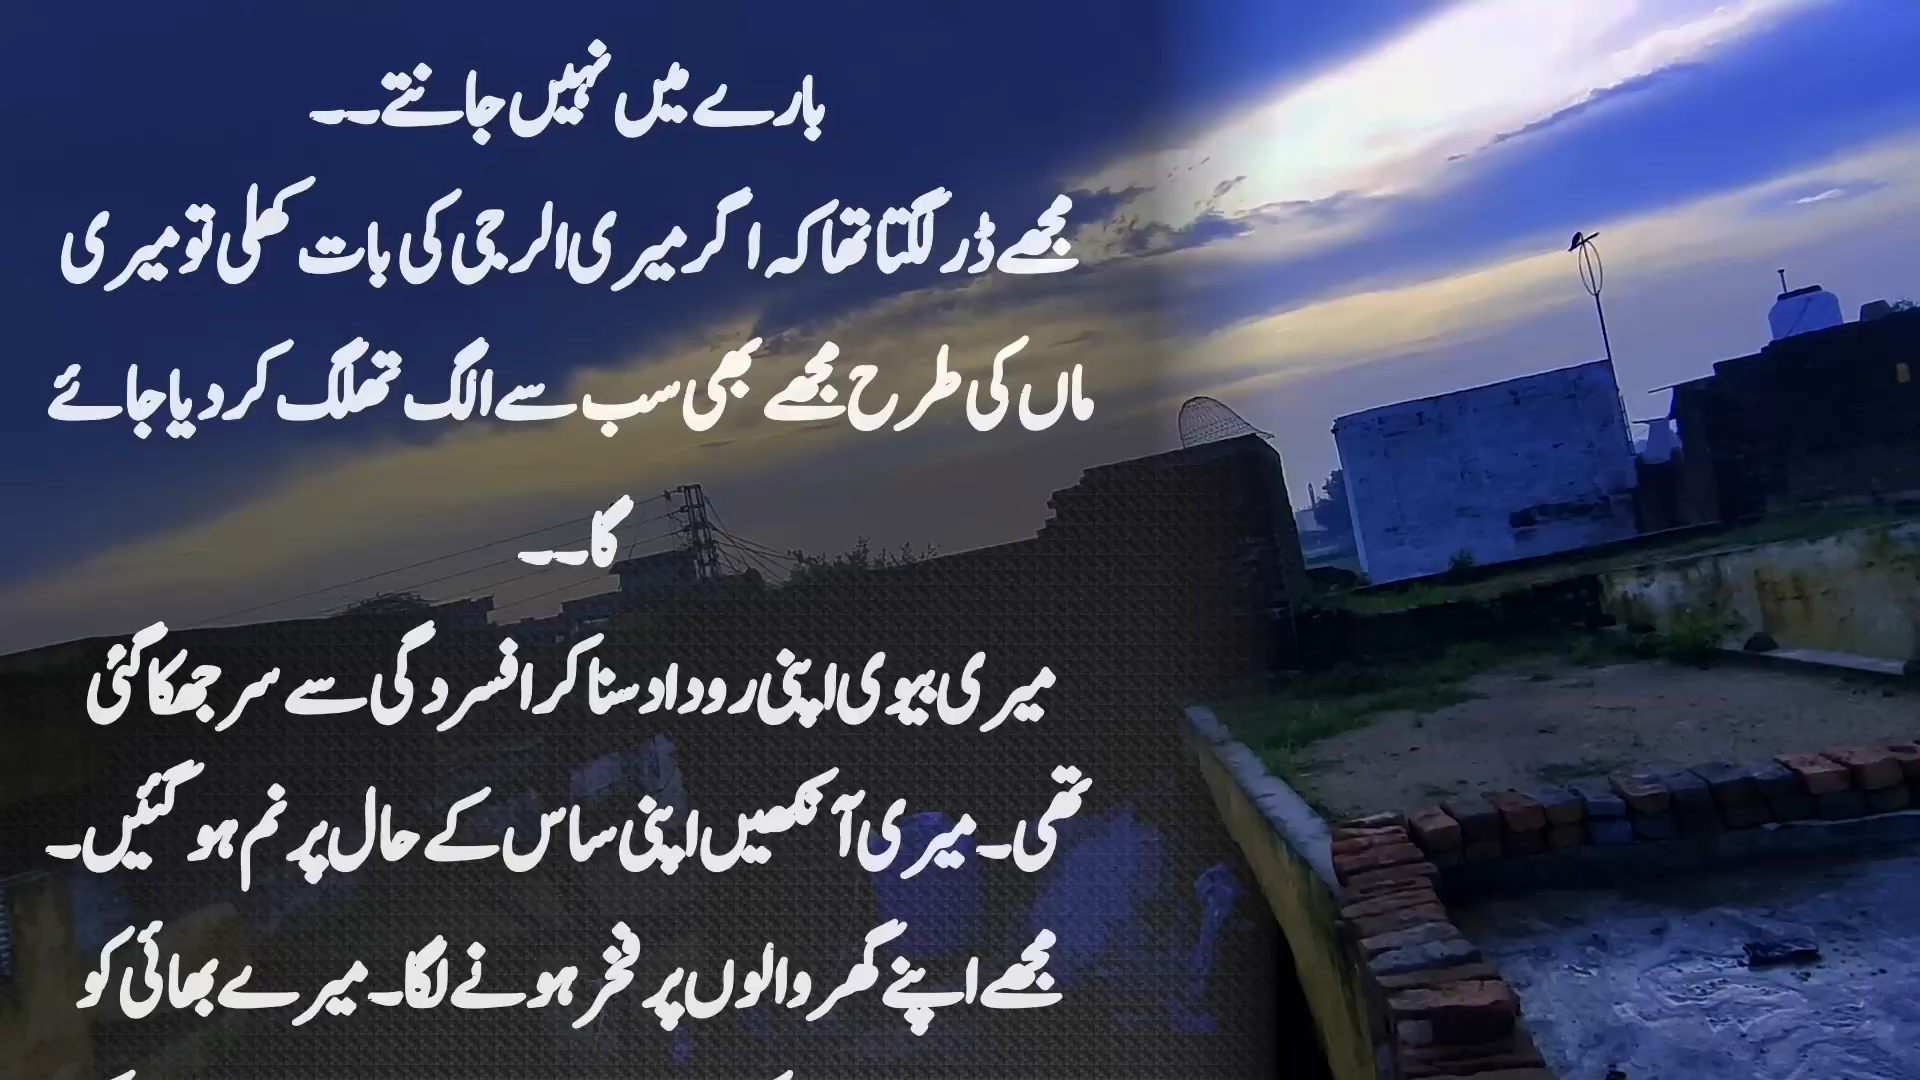 بارے میں نہیں جانتے۔۔
مجھے ڈر لگتا تھا کہ اگر میری الرجی کی بات کھلی تو میری
ماں کی طرح مجھے بھی سب سے الگ تھلگ کر دیا جائے
گا۔۔
میری بیوی اپنی روداد سنا کر افسردگی سے سر جھکا گئی
تھی۔ میری آنکھیں اپنی ساس کے حال پر نم ہو گئیں۔
مجھے اپنے گھر والوں پر فخر ہونے لگا۔ میرے بھائی کو